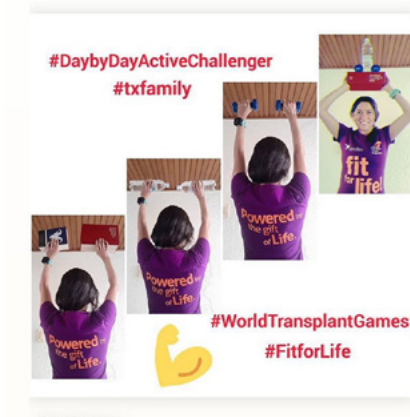 #DaybyDayActiveChallenger
#txfamily
fit
for life!
Powered by
the gift
of Life.
Powered by
the gift
of Life.
Powered by
the gift
of Life.
#WorldTransplantGames
#FitforLife